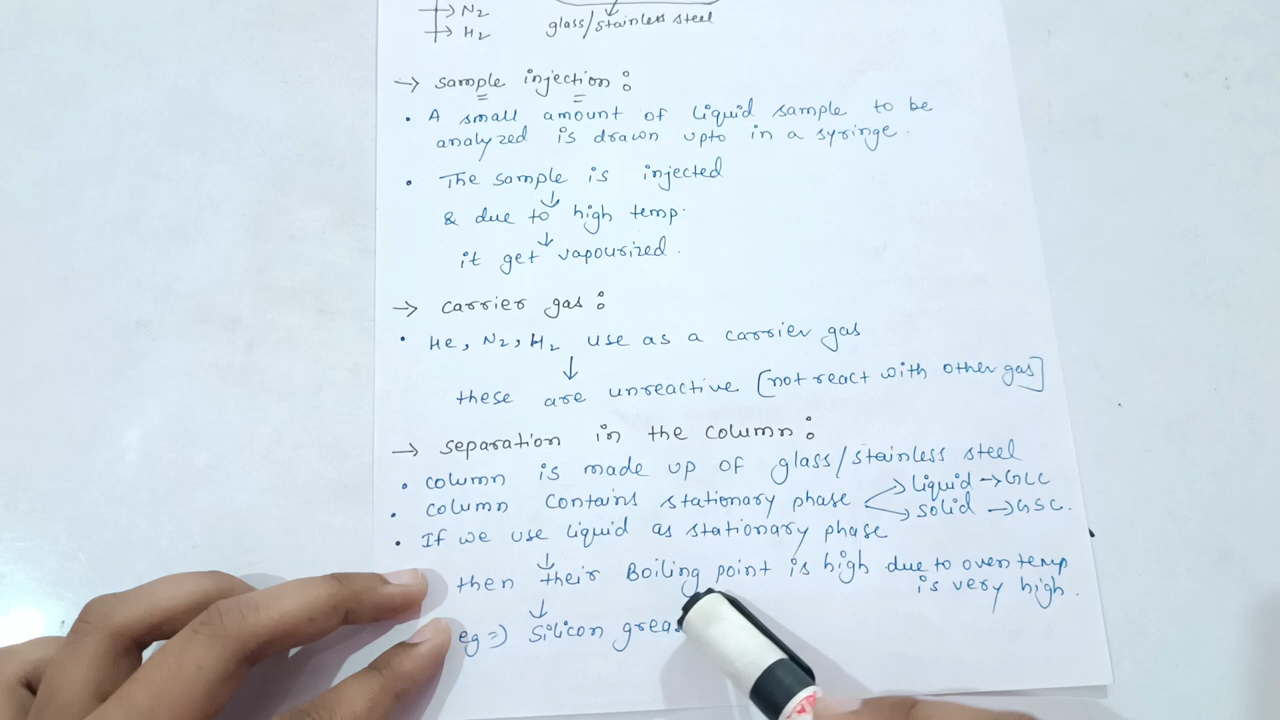 → N2
→ H2
glass/stainless steel
→ sample injection:
• A small amount of liquid sample to be
analyzed is drawn upto in a syringe.
• The sample is injected
↓
& due to high temp.
↓
it get vapourized.
→ carrier gas:
• He, N2, H2 use as a carrier gas
↓
these are unreactive [not react with other gas]
→ separation in the column:
• column is made up of glass/stainless steel
• column contains stationary phase → liquid → GLC
→ solid → GSC.
• If we use liquid as stationary phase
↓
then their Boiling point is high due to oven temp
is very high.
↓
eg ⇒ silicon